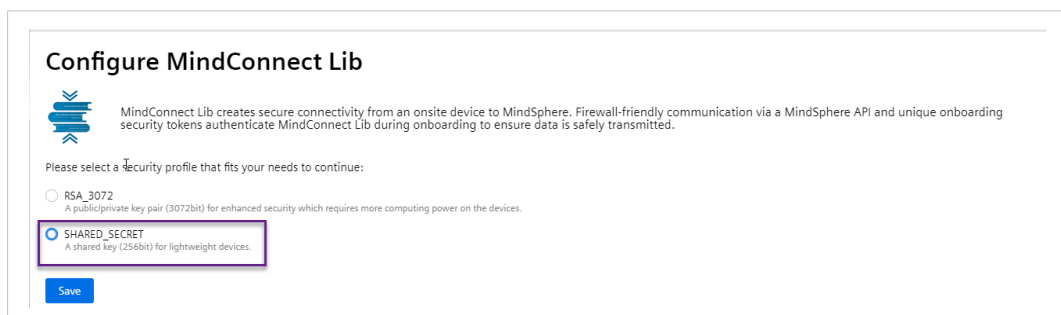 Configure MindConnect Lib
MindConnect Lib creates secure connectivity from an onsite device to MindSphere. Firewall-friendly communication via a MindSphere API and unique onboarding
security tokens authenticate MindConnect Lib during onboarding to ensure data is safely transmitted.
Please select a security profile that fits your needs to continue:
RSA_3072
A public/private key pair (3072bit) for enhanced security which requires more computing power on the devices.
SHARED_SECRET
A shared key (256bit) for lightweight devices.
Save